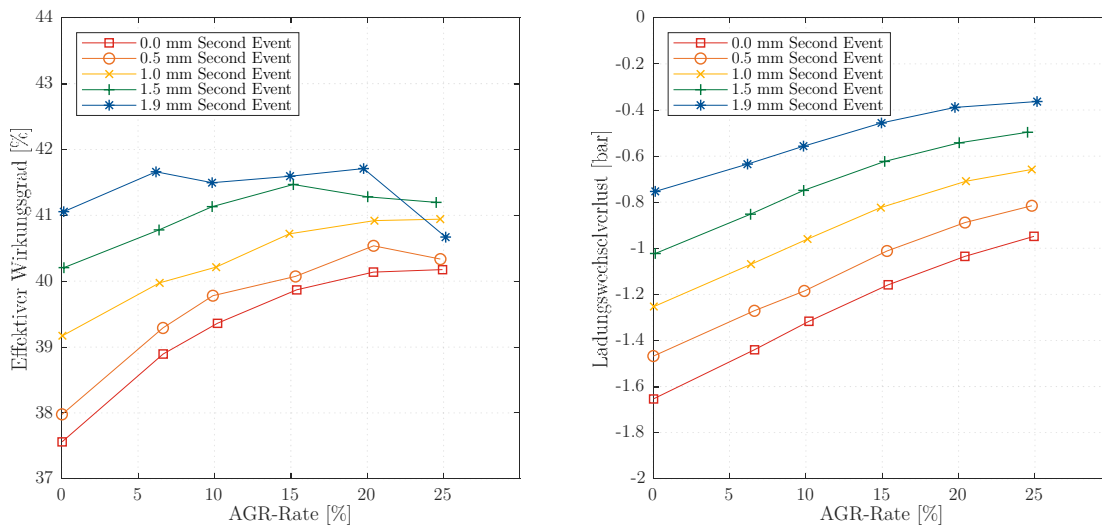 44
43
42
41
40
39
38
37
0
5
10
15
20
25
Effektiver Wirkungsgrad [%]
AGR-Rate [%]
0.0 mm Second Event
0.5 mm Second Event
1.0 mm Second Event
1.5 mm Second Event
1.9 mm Second Event
0
-0.2
-0.4
-0.6
-0.8
-1
-1.2
-1.4
-1.6
-1.8
-2
0
5
10
15
20
25
Ladungswechselverlust [bar]
AGR-Rate [%]
0.0 mm Second Event
0.5 mm Second Event
1.0 mm Second Event
1.5 mm Second Event
1.9 mm Second Event